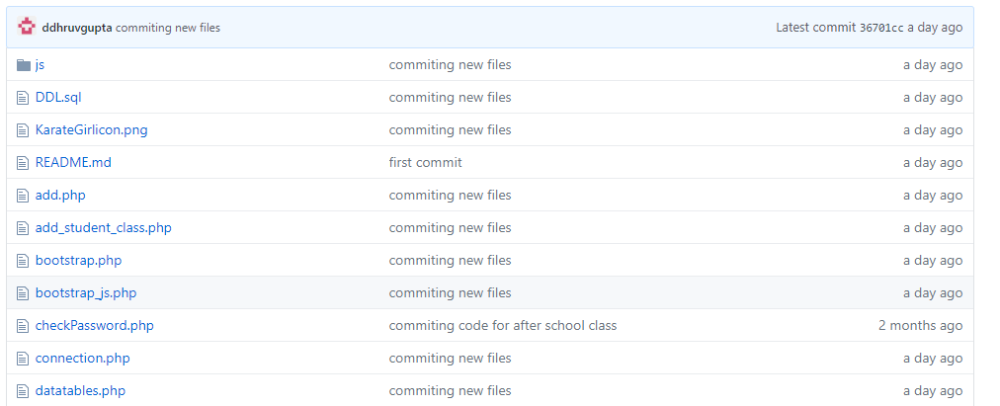 ddhruvgupta commiting new files Latest commit 36701cc a day ago
js commiting new files a day ago
DDL.sql commiting new files a day ago
KarateGirlicon.png commiting new files a day ago
README.md first commit a day ago
add.php commiting new files a day ago
add_student_class.php commiting new files a day ago
bootstrap.php commiting new files a day ago
bootstrap_js.php commiting new files a day ago
checkPassword.php commiting code for after school class 2 months ago
connection.php commiting new files a day ago
datatables.php commiting new files a day ago